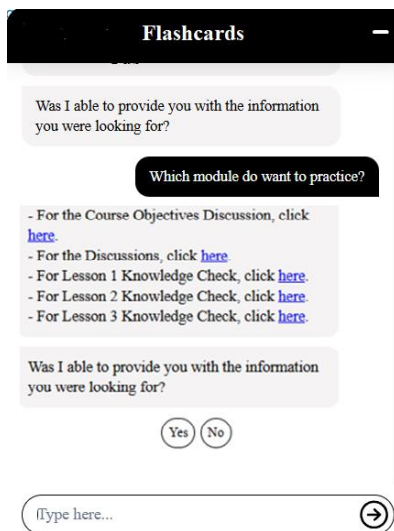 Flashcards
Was I able to provide you with the information
you were looking for?
Which module do want to practice?
- For the Course Objectives Discussion, click
here.
- For the Discussions, click here
- For Lesson 1 Knowledge Check, click here.
- For Lesson 2 Knowledge Check, click here.
- For Lesson 3 Knowledge Check, click here.
Was I able to provide you with the information
you were looking for?
Yes No
Type here...